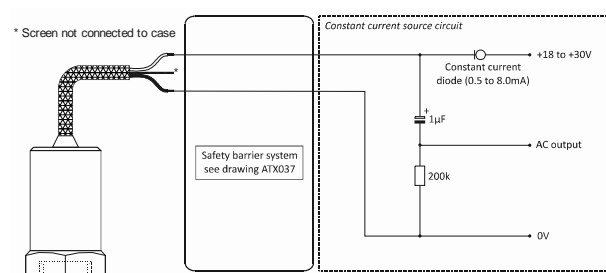 * Screen not connected to case
Constant current source circuit
*
+18 to +30V
Constant current
diode (0.5 to 8.0mA)
+
1μF
AC output
Safety barrier system
see drawing ATX037
200k
0V